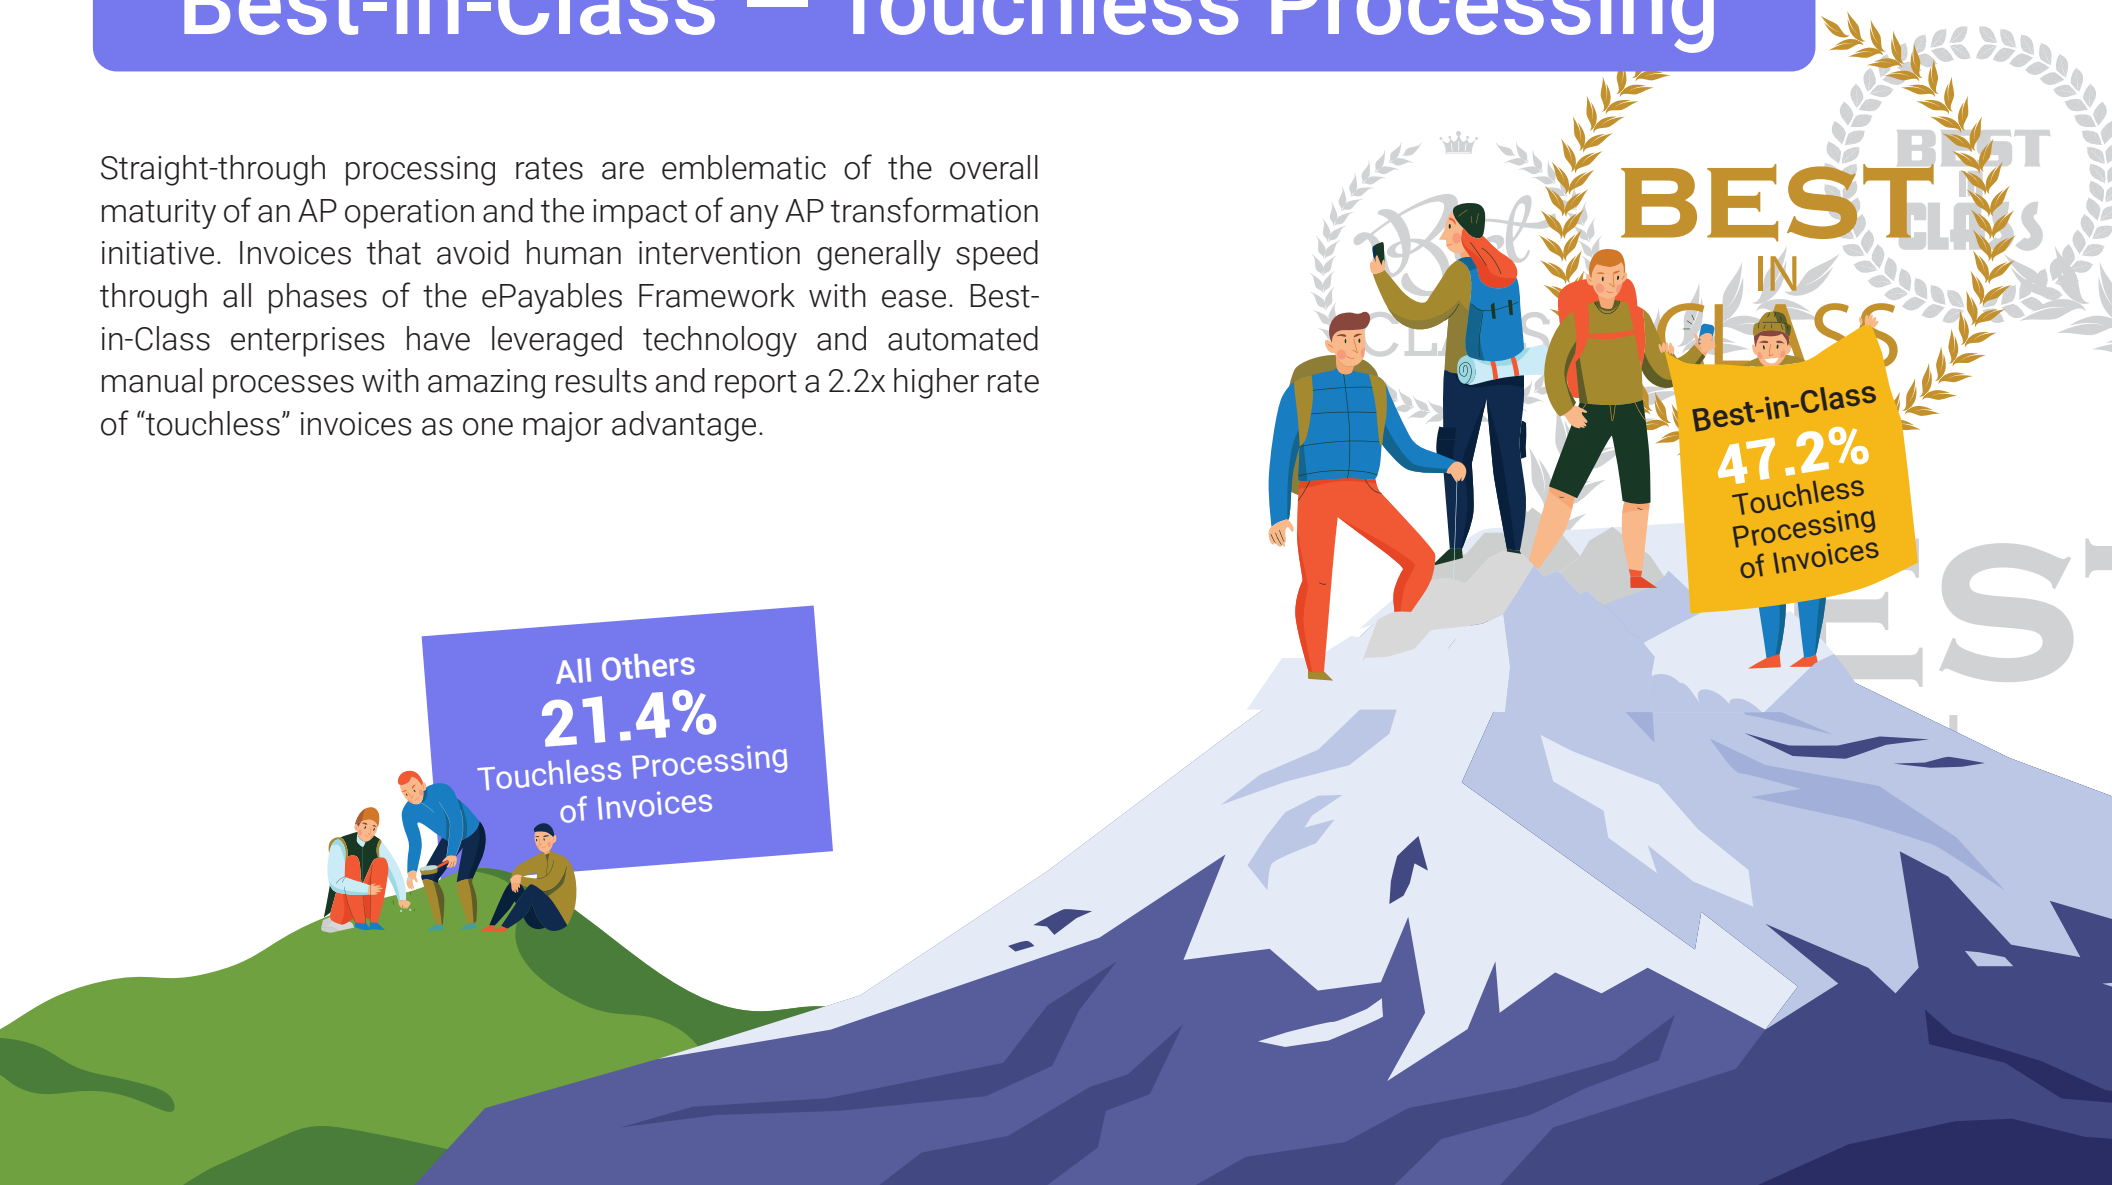 Best-in-Class — Touchless Processing
Straight-through processing rates are emblematic of the overall
maturity of an AP operation and the impact of any AP transformation
initiative. Invoices that avoid human intervention generally speed
through all phases of the ePayables Framework with ease. Best-
in-Class enterprises have leveraged technology and automated
manual processes with amazing results and report a 2.2x higher rate
of “touchless” invoices as one major advantage.
BEST
IN
CLASS
BEST
IN
CLASS
Best
Best-in-Class
47.2%
Touchless
Processing
of Invoices
All Others
21.4%
Touchless Processing
of Invoices